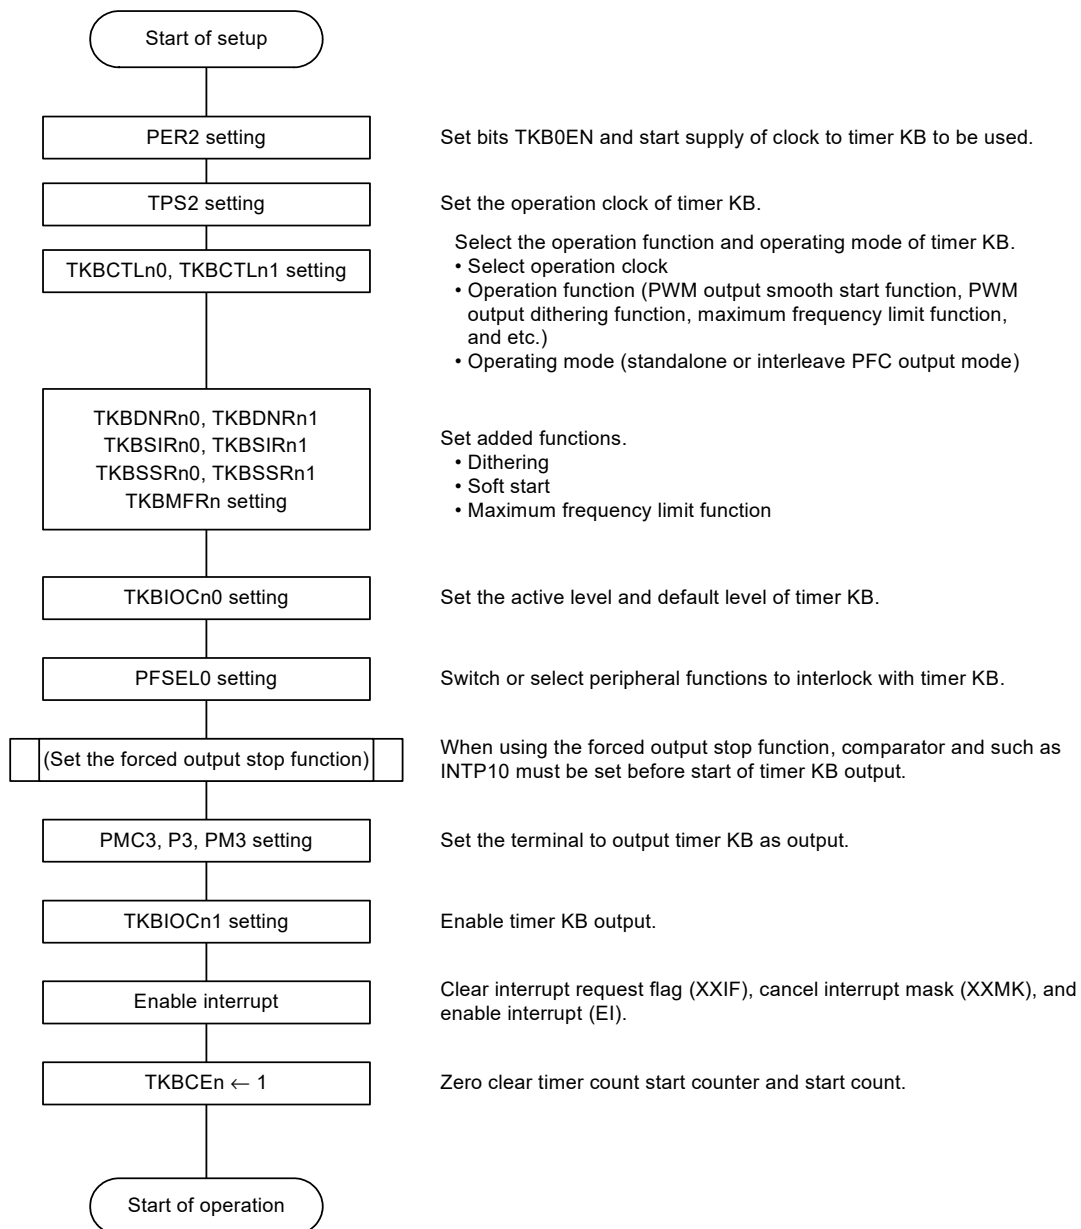 Start of setup
PER2 setting
Set bits TKB0EN and start supply of clock to timer KB to be used.
TPS2 setting
Set the operation clock of timer KB.
TKBCTLn0, TKBCTLn1 setting
Select the operation function and operating mode of timer KB.
• Select operation clock
• Operation function (PWM output smooth start function, PWM
output dithering function, maximum frequency limit function,
and etc.)
• Operating mode (standalone or interleave PFC output mode)
TKBDNRn0, TKBDNRn1
TKBSIRn0, TKBSIRn1
TKBSSRn0, TKBSSRn1
TKBMFRn setting
Set added functions.
• Dithering
• Soft start
• Maximum frequency limit function
TKBIOCn0 setting
Set the active level and default level of timer KB.
PFSEL0 setting
Switch or select peripheral functions to interlock with timer KB.
(Set the forced output stop function)
When using the forced output stop function, comparator and such as
INTP10 must be set before start of timer KB output.
PMC3, P3, PM3 setting
Set the terminal to output timer KB as output.
TKBIOCn1 setting
Enable timer KB output.
Enable interrupt
Clear interrupt request flag (XXIF), cancel interrupt mask (XXMK), and
enable interrupt (EI).
TKBCEn ← 1
Zero clear timer count start counter and start count.
Start of operation